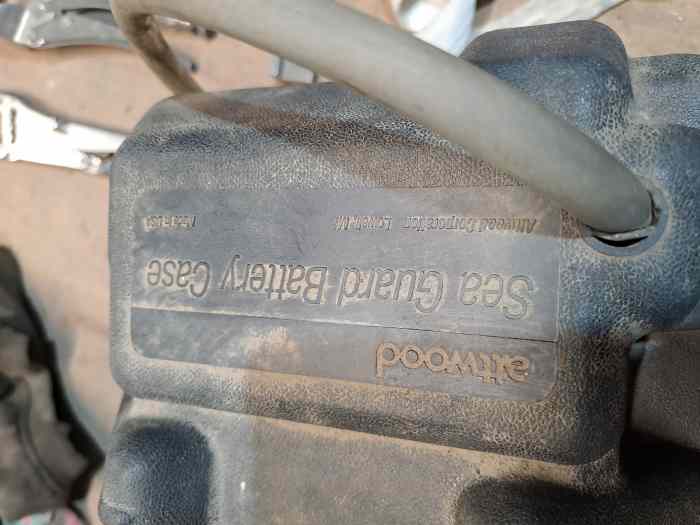 attwood
Sea Guard Battery Case
Attwood Corporation Lowell, MI